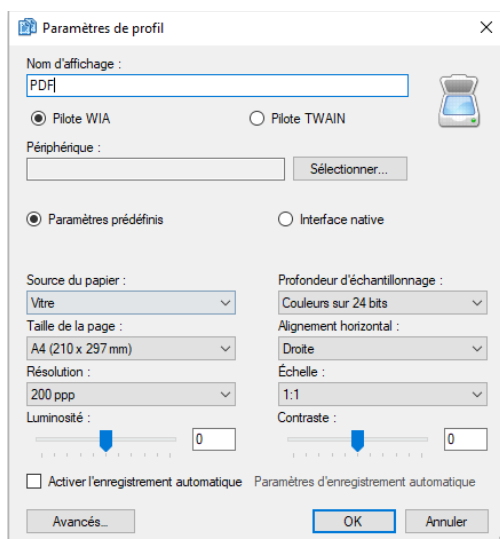 Paramètres de profil
Nom d'affichage :
PDF
Pilote WIA Pilote TWAIN
Périphérique :
Sélectionner...
Paramètres prédéfinis Interface native
Source du papier : Profondeur d'échantillonnage :
Vitre Couleurs sur 24 bits
Taille de la page : Alignement horizontal :
A4 (210 x 297 mm) Droite
Résolution : Échelle :
200 ppp 1:1
Luminosité : Contraste :
0 0
Activer l'enregistrement automatique Paramètres d'enregistrement automatique
Avancés... OK Annuler